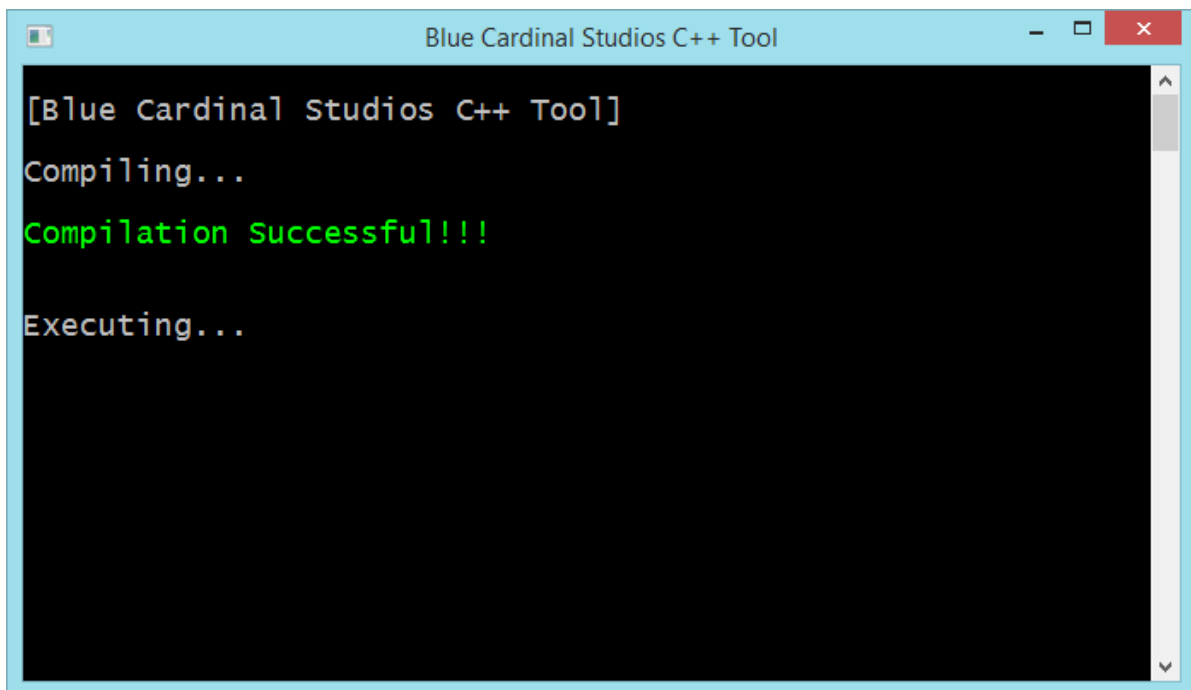 Blue Cardinal Studios C++ Tool
[Blue Cardinal Studios C++ Tool]
Compiling...
Compilation Successful!!!
Executing...